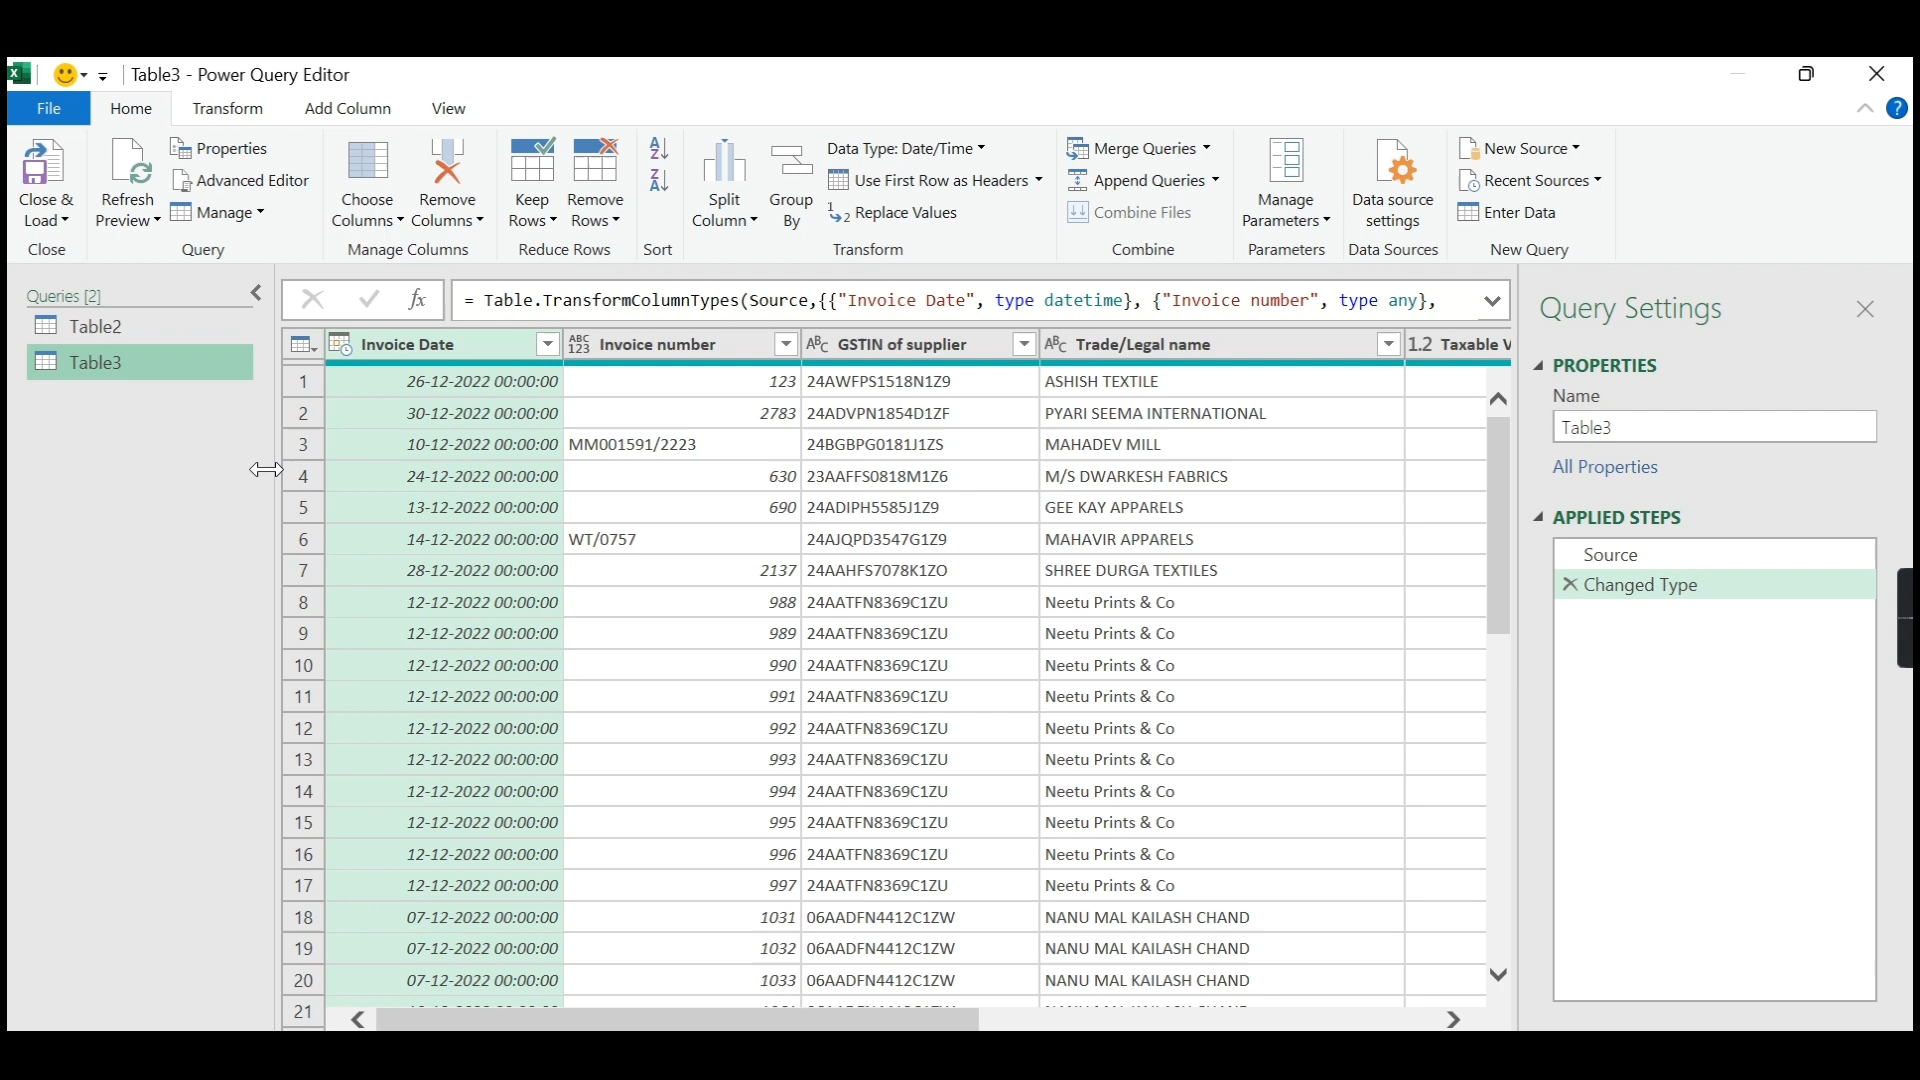 Table3 - Power Query Editor
File Home Transform Add Column View
Close & Load
Close
Refresh Preview
Properties
Advanced Editor
Manage
Query
Choose Columns
Remove Columns
Manage Columns
Keep Rows
Remove Rows
Reduce Rows
Sort
Split Column
Group By
Data Type: Date/Time
Use First Row as Headers
Replace Values
Transform
Merge Queries
Append Queries
Combine Files
Combine
Manage Parameters
Parameters
Data source settings
Data Sources
New Source
Recent Sources
Enter Data
New Query
Queries [2]
Table2
Table3
fx = Table.TransformColumnTypes(Source,{{"Invoice Date", type datetime}, {"Invoice number", type any},
Invoice Date ABC 123 Invoice number ABC GSTIN of supplier ABC Trade/Legal name 1.2 Taxable V
1 26-12-2022 00:00:00 123 24AWFPS1518N1Z9 ASHISH TEXTILE
2 30-12-2022 00:00:00 2783 24ADVPN1854D1ZF PYARI SEEMA INTERNATIONAL
3 10-12-2022 00:00:00 MM001591/2223 24BGBPG0181J1ZS MAHADEV MILL
4 24-12-2022 00:00:00 630 23AAFFS0818M1Z6 M/S DWARKESH FABRICS
5 13-12-2022 00:00:00 690 24ADIPH5585J1Z9 GEE KAY APPARELS
6 14-12-2022 00:00:00 WT/0757 24AJQPD3547G1Z9 MAHAVIR APPARELS
7 28-12-2022 00:00:00 2137 24AAHFS7078K1ZO SHREE DURGA TEXTILES
8 12-12-2022 00:00:00 988 24AATFN8369C1ZU Neetu Prints & Co
9 12-12-2022 00:00:00 989 24AATFN8369C1ZU Neetu Prints & Co
10 12-12-2022 00:00:00 990 24AATFN8369C1ZU Neetu Prints & Co
11 12-12-2022 00:00:00 991 24AATFN8369C1ZU Neetu Prints & Co
12 12-12-2022 00:00:00 992 24AATFN8369C1ZU Neetu Prints & Co
13 12-12-2022 00:00:00 993 24AATFN8369C1ZU Neetu Prints & Co
14 12-12-2022 00:00:00 994 24AATFN8369C1ZU Neetu Prints & Co
15 12-12-2022 00:00:00 995 24AATFN8369C1ZU Neetu Prints & Co
16 12-12-2022 00:00:00 996 24AATFN8369C1ZU Neetu Prints & Co
17 12-12-2022 00:00:00 997 24AATFN8369C1ZU Neetu Prints & Co
18 07-12-2022 00:00:00 1031 06AADFN4412C1ZW NANU MAL KAILASH CHAND
19 07-12-2022 00:00:00 1032 06AADFN4412C1ZW NANU MAL KAILASH CHAND
20 07-12-2022 00:00:00 1033 06AADFN4412C1ZW NANU MAL KAILASH CHAND
21
Query Settings
PROPERTIES
Name
Table3
All Properties
APPLIED STEPS
Source
Changed Type